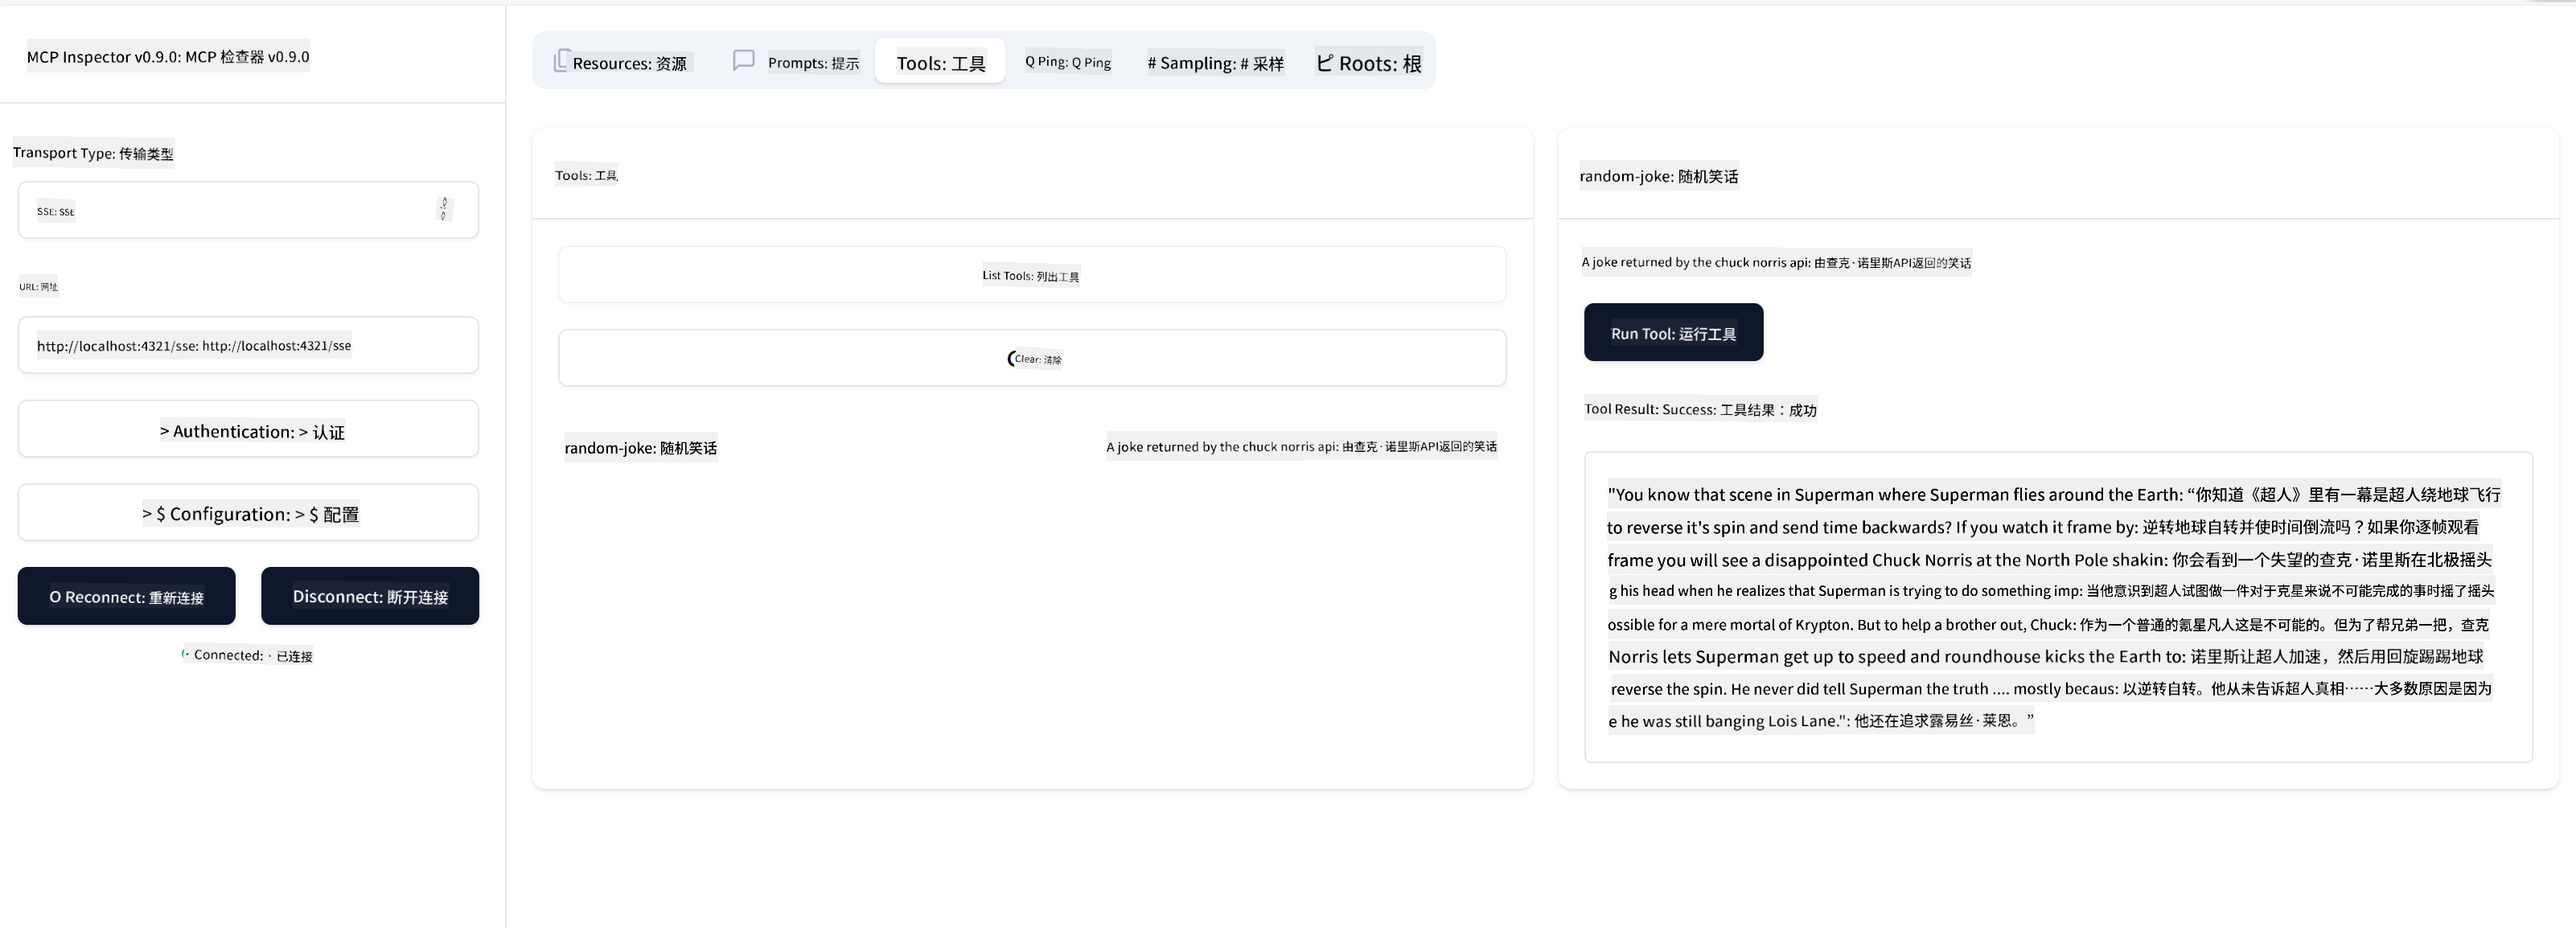 MCP Inspector v0.9.0: MCP 检查器 v0.9.0
Transport Type: 传输类型
SSE: SSE
URL: 网址
http://localhost:4321/sse: http://localhost:4321/sse
> Authentication: > 认证
> $ Configuration: > $ 配置
O Reconnect: 重新连接
Disconnect: 断开连接
· Connected: · 已连接
Resources: 资源
Prompts: 提示
Tools: 工具
Q Ping: Q Ping
# Sampling: # 采样
ピ Roots: 根
Tools: 工具
List Tools: 列出工具
Clear: 清除
random-joke: 随机笑话
A joke returned by the chuck norris api: 由查克·诺里斯API返回的笑话
random-joke: 随机笑话
A joke returned by the chuck norris api: 由查克·诺里斯API返回的笑话
Run Tool: 运行工具
Tool Result: Success: 工具结果：成功
"You know that scene in Superman where Superman flies around the Earth: “你知道《超人》里有一幕是超人绕地球飞行
to reverse it's spin and send time backwards? If you watch it frame by: 逆转地球自转并使时间倒流吗？如果你逐帧观看
frame you will see a disappointed Chuck Norris at the North Pole shakin: 你会看到一个失望的查克·诺里斯在北极摇头
g his head when he realizes that Superman is trying to do something imp: 当他意识到超人试图做一件对于克星来说不可能完成的事时摇了摇头
ossible for a mere mortal of Krypton. But to help a brother out, Chuck: 作为一个普通的氪星凡人这是不可能的。但为了帮兄弟一把，查克
Norris lets Superman get up to speed and roundhouse kicks the Earth to: 诺里斯让超人加速，然后用回旋踢踢地球
reverse the spin. He never did tell Superman the truth .... mostly becaus: 以逆转自转。他从未告诉超人真相……大多数原因是因为
e he was still banging Lois Lane.": 他还在追求露易丝·莱恩。”